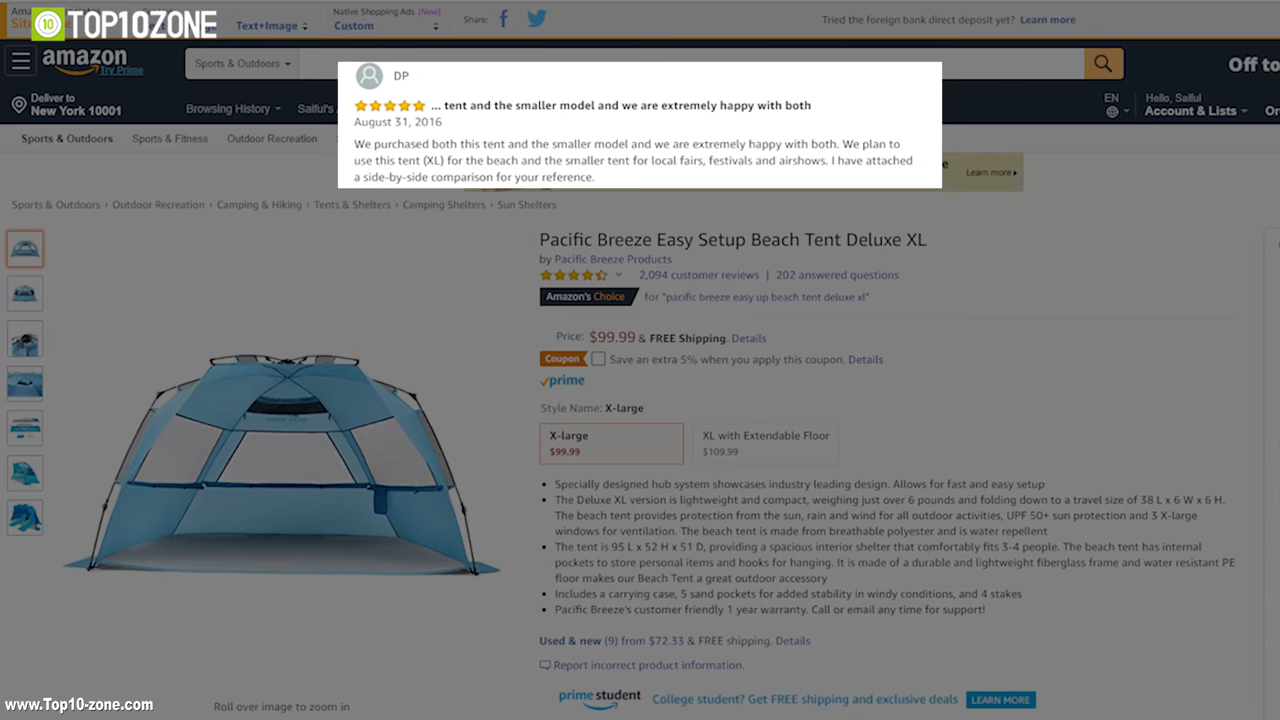 TOP10ZONE
10
Text+Image
Native Shopping Ads (New)
Custom
Share:
Tried the foreign bank direct deposit yet? Learn more
amazon
Try Prime
Sports & Outdoors
Off to
Deliver to
New York 10001
Browsing History
Saiful's
EN
Hello, Saiful
Account & Lists
Sports & Outdoors
Sports & Fitness
Outdoor Recreation
DP
... tent and the smaller model and we are extremely happy with both
August 31, 2016
We purchased both this tent and the smaller model and we are extremely happy with both. We plan to
use this tent (XL) for the beach and the smaller tent for local fairs, festivals and airshows. I have attached
a side-by-side comparison for your reference.
Learn more
Sports & Outdoors › Outdoor Recreation › Camping & Hiking › Tents & Shelters › Camping Shelters › Sun Shelters
Pacific Breeze Easy Setup Beach Tent Deluxe XL
by Pacific Breeze Products
2,094 customer reviews | 202 answered questions
Amazon's Choice for "pacific breeze easy up beach tent deluxe xl"
Price: $99.99 & FREE Shipping. Details
Coupon Save an extra 5% when you apply this coupon. Details
prime
Style Name: X-large
X-large
$99.99
XL with Extendable Floor
$109.99
• Specially designed hub system showcases industry leading design. Allows for fast and easy setup
• The Deluxe XL version is lightweight and compact, weighing just over 6 pounds and folding down to a travel size of 38 L x 6 W x 6 H.
The beach tent provides protection from the sun, rain and wind for all outdoor activities, UPF 50+ sun protection and 3 X-large
windows for ventilation. The beach tent is made from breathable polyester and is water repellent
• The tent is 95 L x 52 H x 51 D, providing a spacious interior shelter that comfortably fits 3-4 people. The beach tent has internal
pockets to store personal items and hooks for hanging. It is made of a durable and lightweight fiberglass frame and water resistant PE
floor makes our Beach Tent a great outdoor accessory
• Includes a carrying case, 5 sand pockets for added stability in windy conditions, and 4 stakes
• Pacific Breeze's customer friendly 1 year warranty. Call or email any time for support!
Used & new (9) from $72.33 & FREE shipping. Details
Report incorrect product information.
prime student College student? Get FREE shipping and exclusive deals LEARN MORE
Roll over image to zoom in
www.Top10-zone.com